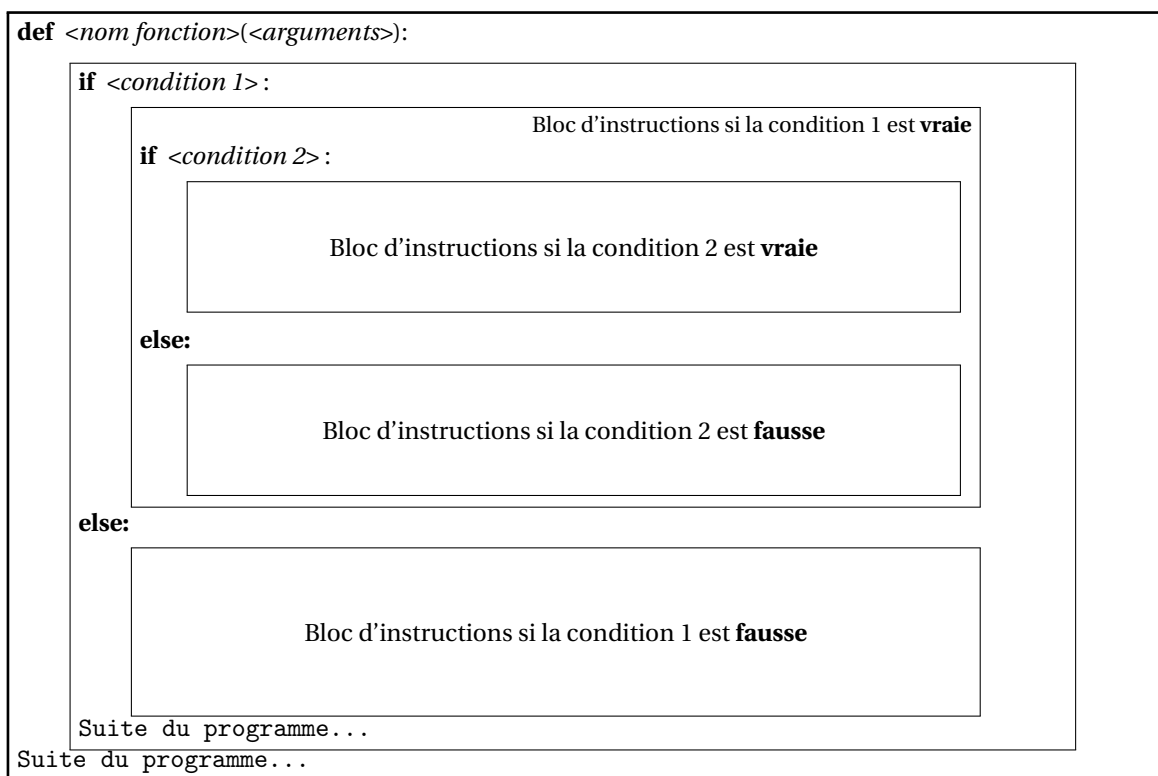 def <nom fonction>(<arguments>):
if <condition 1> :
Bloc d'instructions si la condition 1 est vraie
if <condition 2> :
Bloc d'instructions si la condition 2 est vraie
else:
Bloc d'instructions si la condition 2 est fausse
else:
Bloc d'instructions si la condition 1 est fausse
Suite du programme...
Suite du programme...